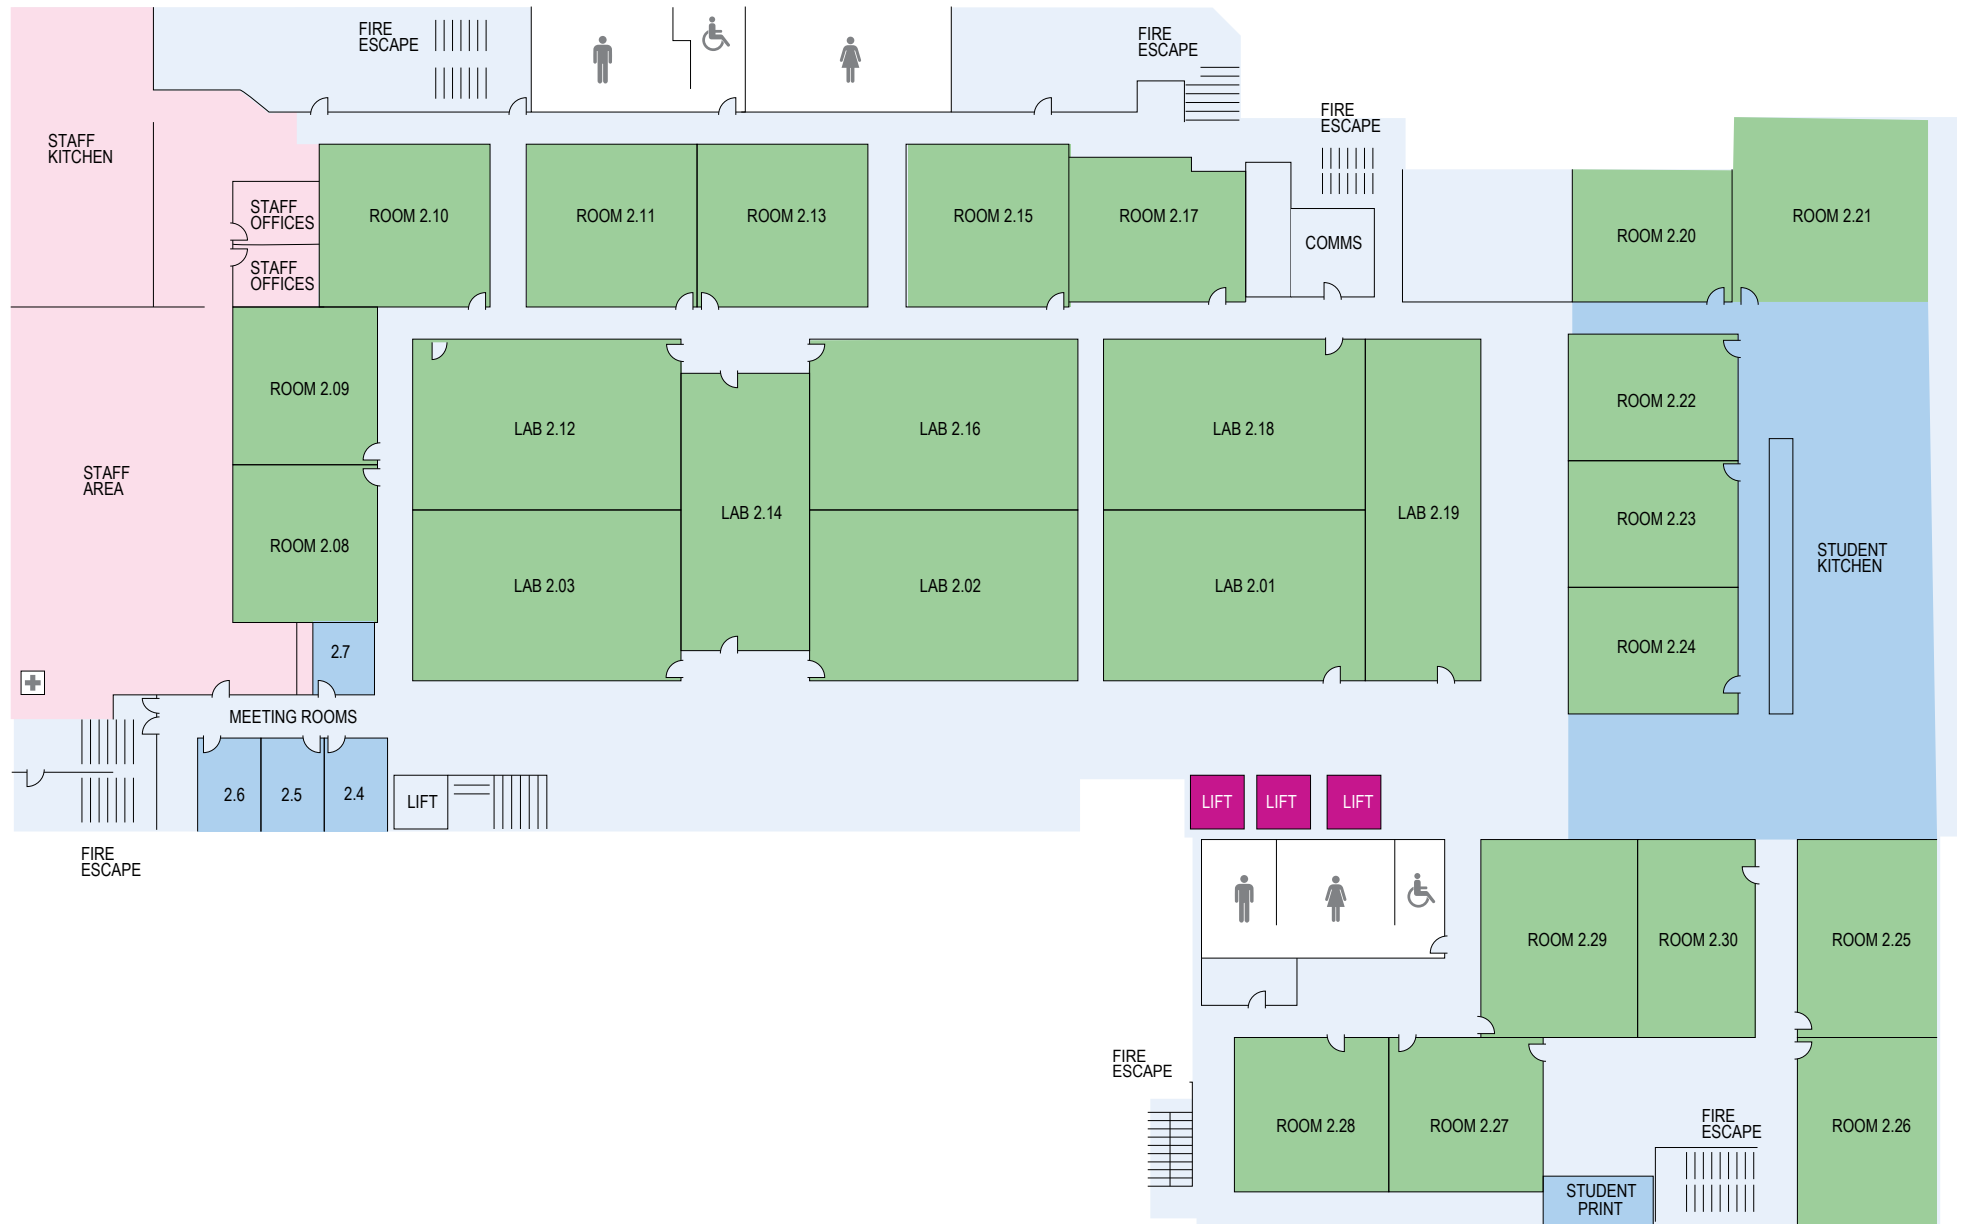 FIRE
ESCAPE
FIRE
ESCAPE
FIRE
ESCAPE
STAFF
KITCHEN
STAFF
OFFICES
STAFF
OFFICES
ROOM 2.10
ROOM 2.11
ROOM 2.13
ROOM 2.15
ROOM 2.17
COMMS
ROOM 2.20
ROOM 2.21
ROOM 2.09
LAB 2.12
LAB 2.16
LAB 2.18
ROOM 2.22
STAFF
AREA
LAB 2.14
LAB 2.19
ROOM 2.23
ROOM 2.08
LAB 2.03
LAB 2.02
LAB 2.01
STUDENT
KITCHEN
2.7
ROOM 2.24
MEETING ROOMS
2.6
2.5
2.4
LIFT
LIFT
LIFT
LIFT
FIRE
ESCAPE
ROOM 2.29
ROOM 2.30
ROOM 2.25
FIRE
ESCAPE
ROOM 2.28
ROOM 2.27
FIRE
ESCAPE
ROOM 2.26
STUDENT
PRINT